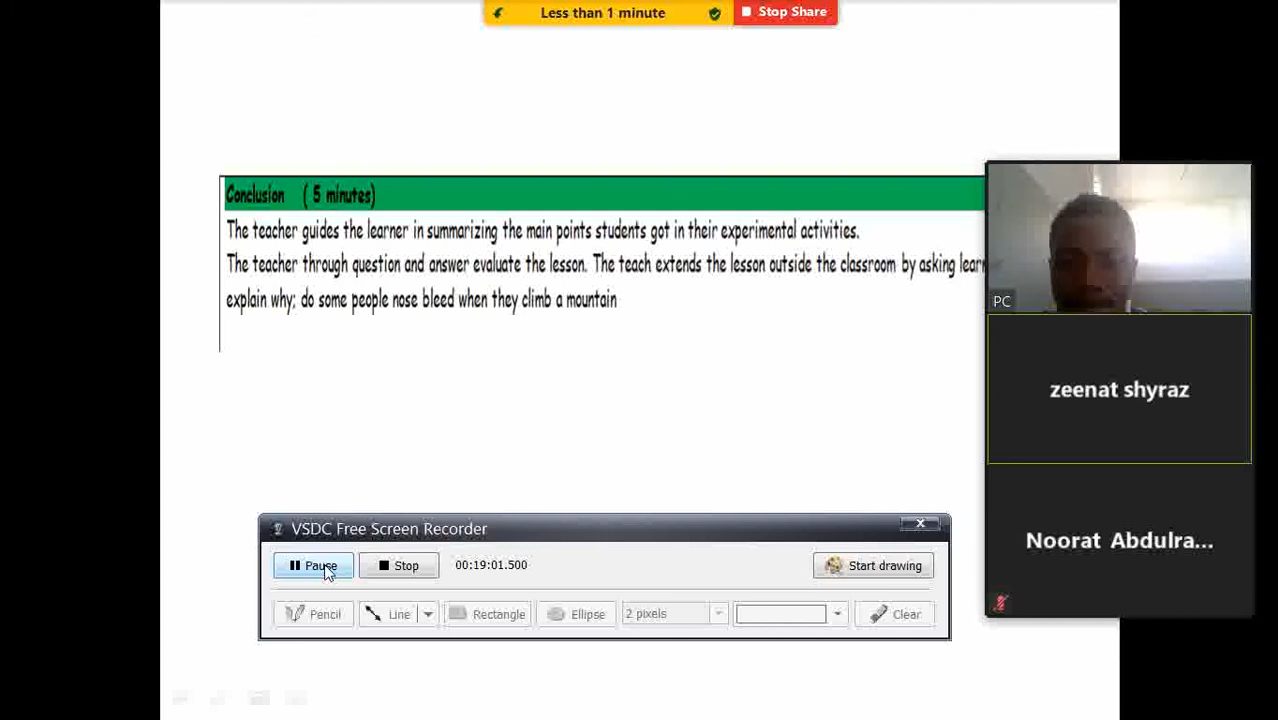 Less than 1 minute
Stop Share
Conclusion ( 5 minutes)
The teacher guides the learner in summarizing the main points students got in their experimental activities.
The teacher through question and answer evaluate the lesson. The teach extends the lesson outside the classroom by asking learn
explain why; do some people nose bleed when they climb a mountain
PC
zeenat shyraz
Noorat Abdulra...
VSDC Free Screen Recorder
Pause
Stop
00:19:01.500
Start drawing
Pencil
Line
Rectangle
Ellipse
2 pixels
Clear